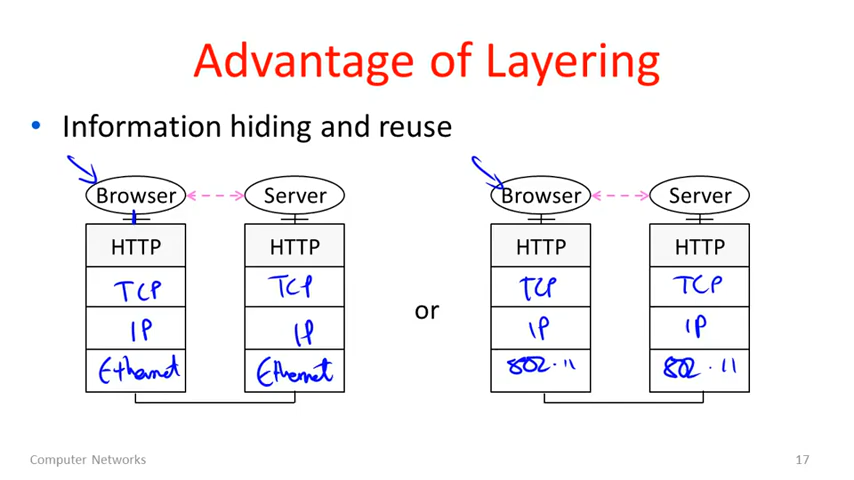 Advantage of Layering
• Information hiding and reuse
Browser
Server
HTTP
HTTP
TCP
TCP
IP
IP
Ethernet
Ethernet
or
Browser
Server
HTTP
HTTP
TCP
TCP
IP
IP
802.11
802.11
Computer Networks
17